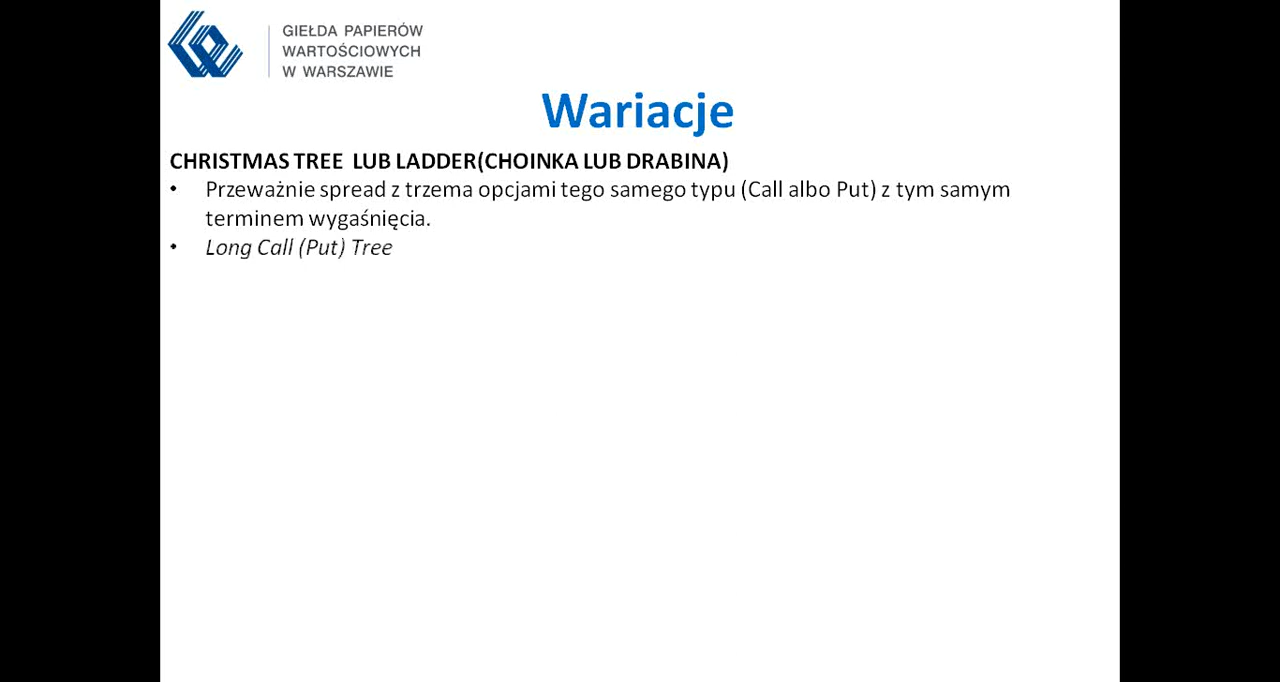 GIEŁDA PAPIERÓW
WARTOŚCIOWYCH
W WARSZAWIE
Wariacje
CHRISTMAS TREE  LUB LADDER(CHOINKA LUB DRABINA)
• Przeważnie spread z trzema opcjami tego samego typu (Call albo Put) z tym samym
terminem wygaśnięcia.
• Long Call (Put) Tree